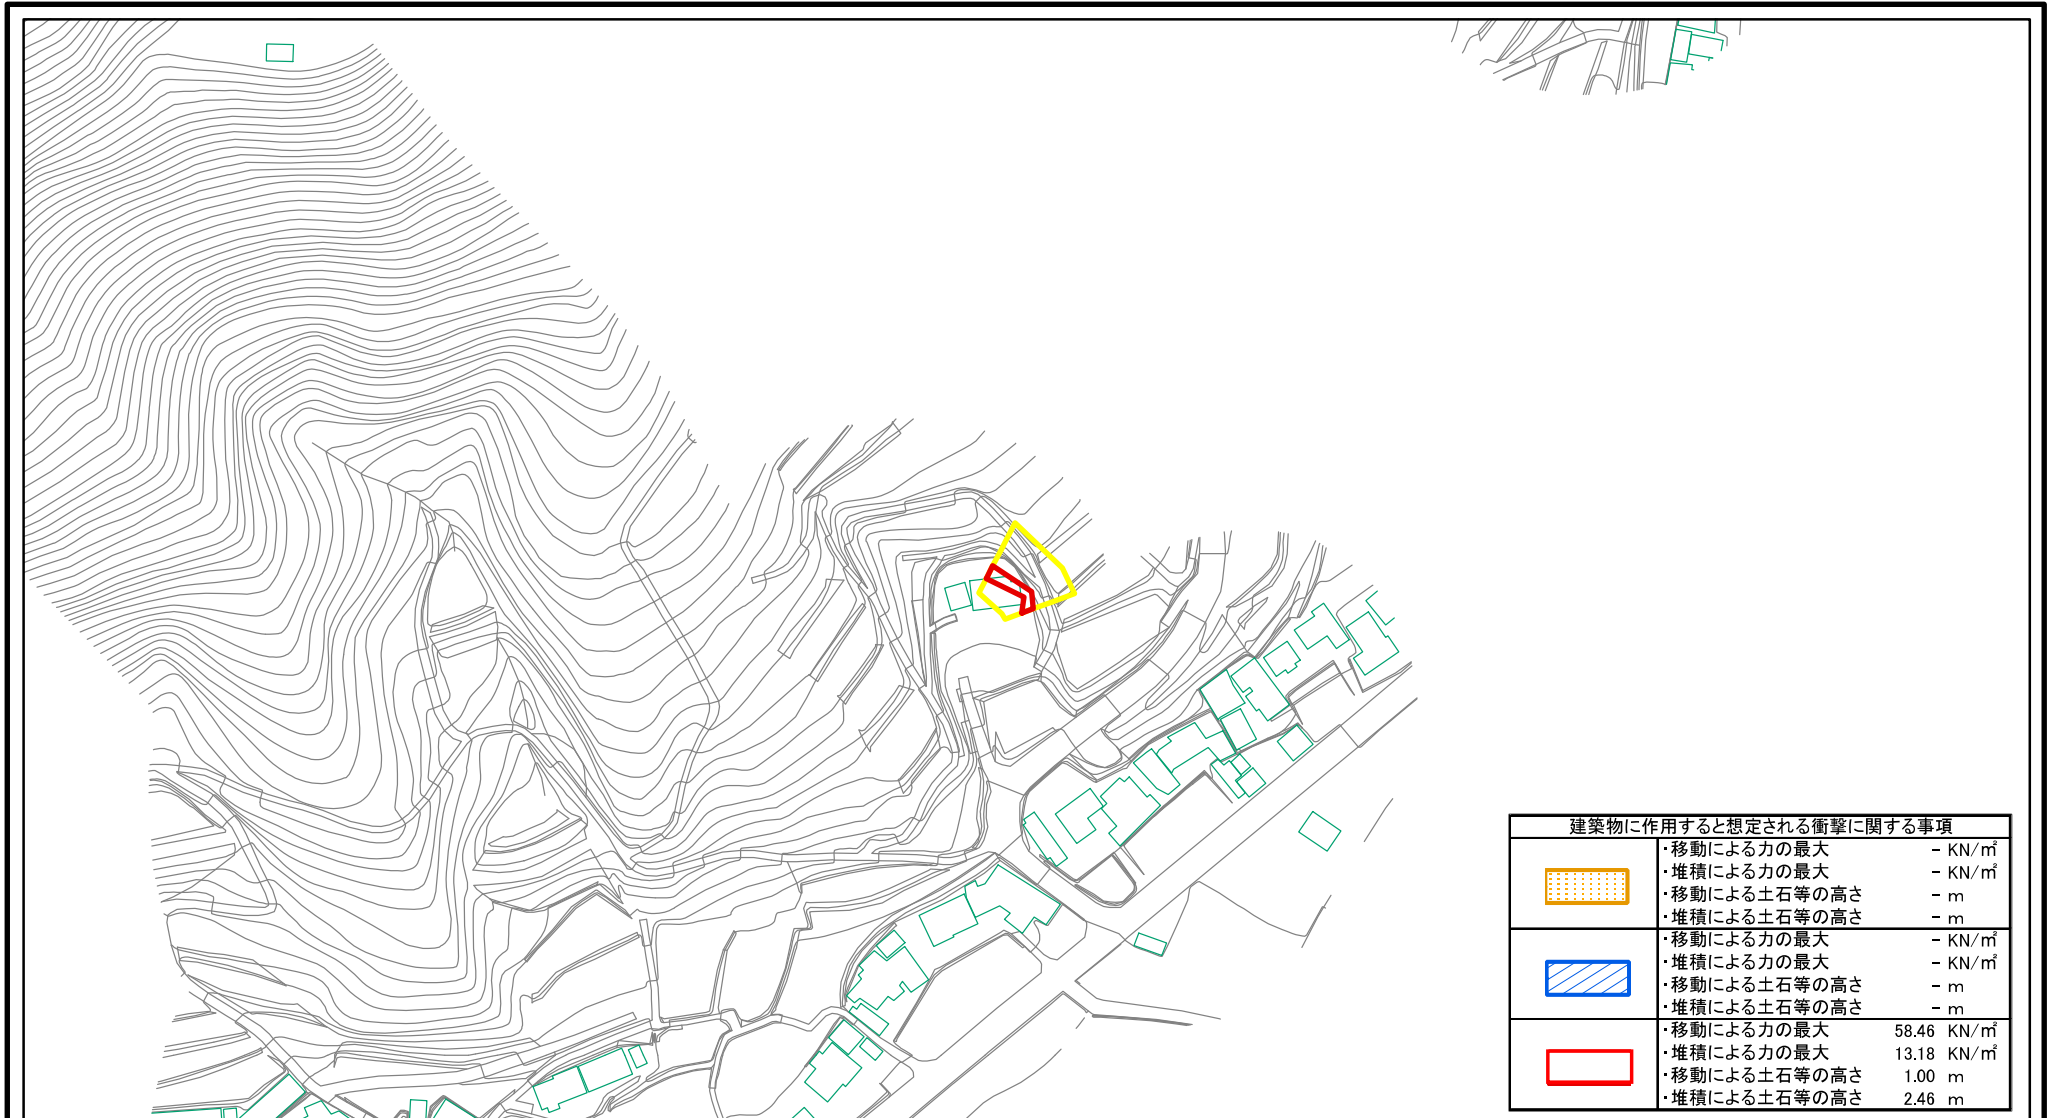 建築物に作用すると想定される衝撃に関する事項
・移動による力の最大 － KN/㎡
・堆積による力の最大 － KN/㎡
・移動による土石等の高さ － m
・堆積による土石等の高さ － m
・移動による力の最大 － KN/㎡
・堆積による力の最大 － KN/㎡
・移動による土石等の高さ － m
・堆積による土石等の高さ － m
・移動による力の最大 58.46 KN/㎡
・堆積による力の最大 13.18 KN/㎡
・移動による土石等の高さ 1.00 m
・堆積による土石等の高さ 2.46 m